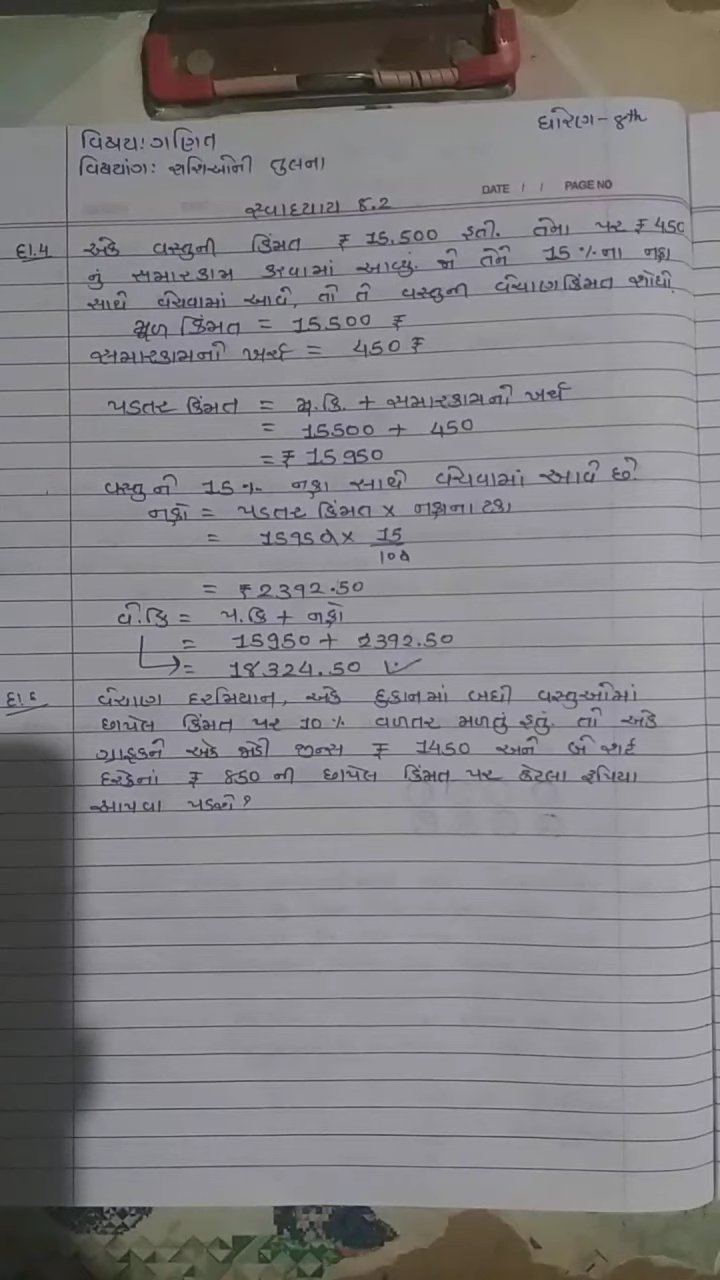 ધોરણ - 8th
વિષય: ગણિત
વિષયાંગ: રાશિઓની તુલના
DATE / / PAGE NO
સ્વાધ્યાય 8.2
દા.4 એક વસ્તુની કિંમત ₹ 15,500 હતી. તેના પર ₹ 450
નું સમારકામ કરવામાં આવ્યું. જો તેને 15 % ના નફા
સાથે વેચવામાં આવે, તો તે વસ્તુની વેચાણકિંમત શોધો.
મૂળ કિંમત = 15500 ₹
સમારકામનો ખર્ચ = 450 ₹
પડતર કિંમત = મૂ.કિ. + સમારકામનો ખર્ચ
= 15500 + 450
= ₹ 15950
વસ્તુને 15 % નફા સાથે વેચવામાં આવે છે.
નફો = પડતર કિંમત × નફાના ટકા
= 15950 × 15/100
= ₹ 2392.50
વે.કિ = પ.કિ + નફો
= 15950 + 2392.50
= 18,324.50
દા.6 વેચાણ દરમિયાન, એક દુકાનમાં બધી વસ્તુઓમાં
છાપેલ કિંમત પર 10 % વળતર મળતું હતું. તો એક
ગ્રાહકને એક જોડી જીન્સ ₹ 1450 અને બે શર્ટ
દરેકનાં ₹ 850 ની છાપેલ કિંમત પર કેટલા રૂપિયા
આપવા પડશે?